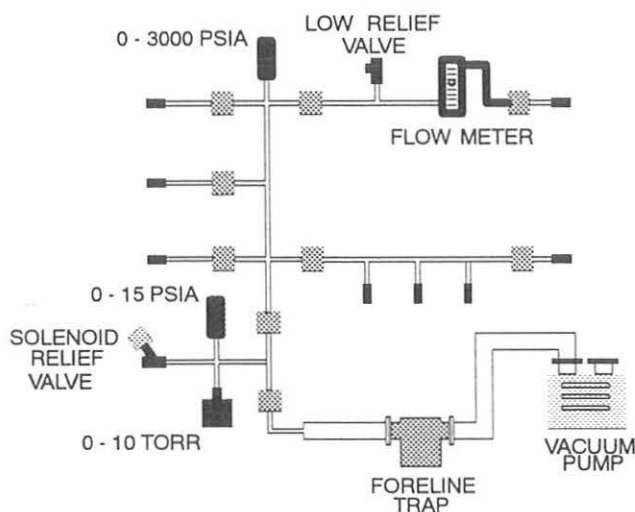 0 - 3000 PSIA
LOW RELIEF
VALVE
FLOW METER
0 - 15 PSIA
SOLENOID
RELIEF
VALVE
0 - 10 TORR
FORELINE
TRAP
VACUUM
PUMP